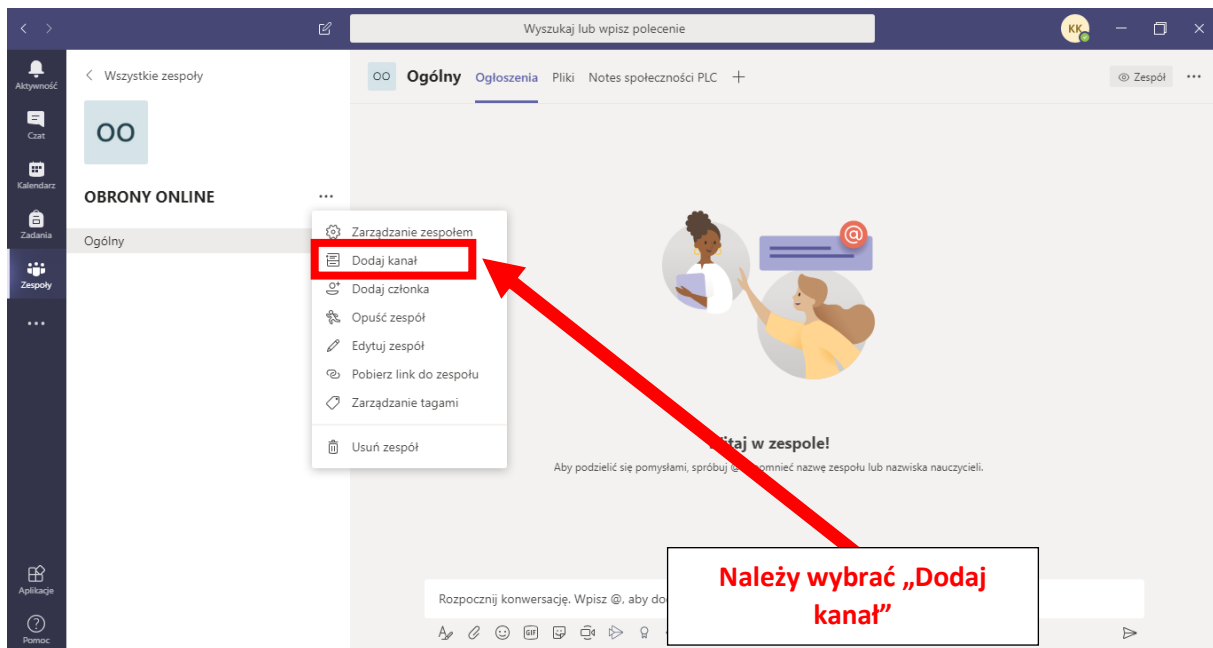 Wyszukaj lub wpisz polecenie
KK
Aktywność
Czat
Kalendarz
Zadania
Zespoły
Aplikacje
Pomoc
Wszystkie zespoły
OO
OBRONY ONLINE
Ogólny
Zarządzanie zespołem
Dodaj kanał
Dodaj członka
Opuść zespół
Edytuj zespół
Pobierz link do zespołu
Zarządzanie tagami
Usuń zespół
OO Ogólny Ogłoszenia Pliki Notes społeczności PLC
Zespół
@
w zespole!
Aby podzielić się pomysłami, spróbuj nazwę zespołu lub nazwiska nauczycieli.
Rozpocznij konwersację. Wpisz @, aby
GIF
Należy wybrać „Dodaj
kanał”